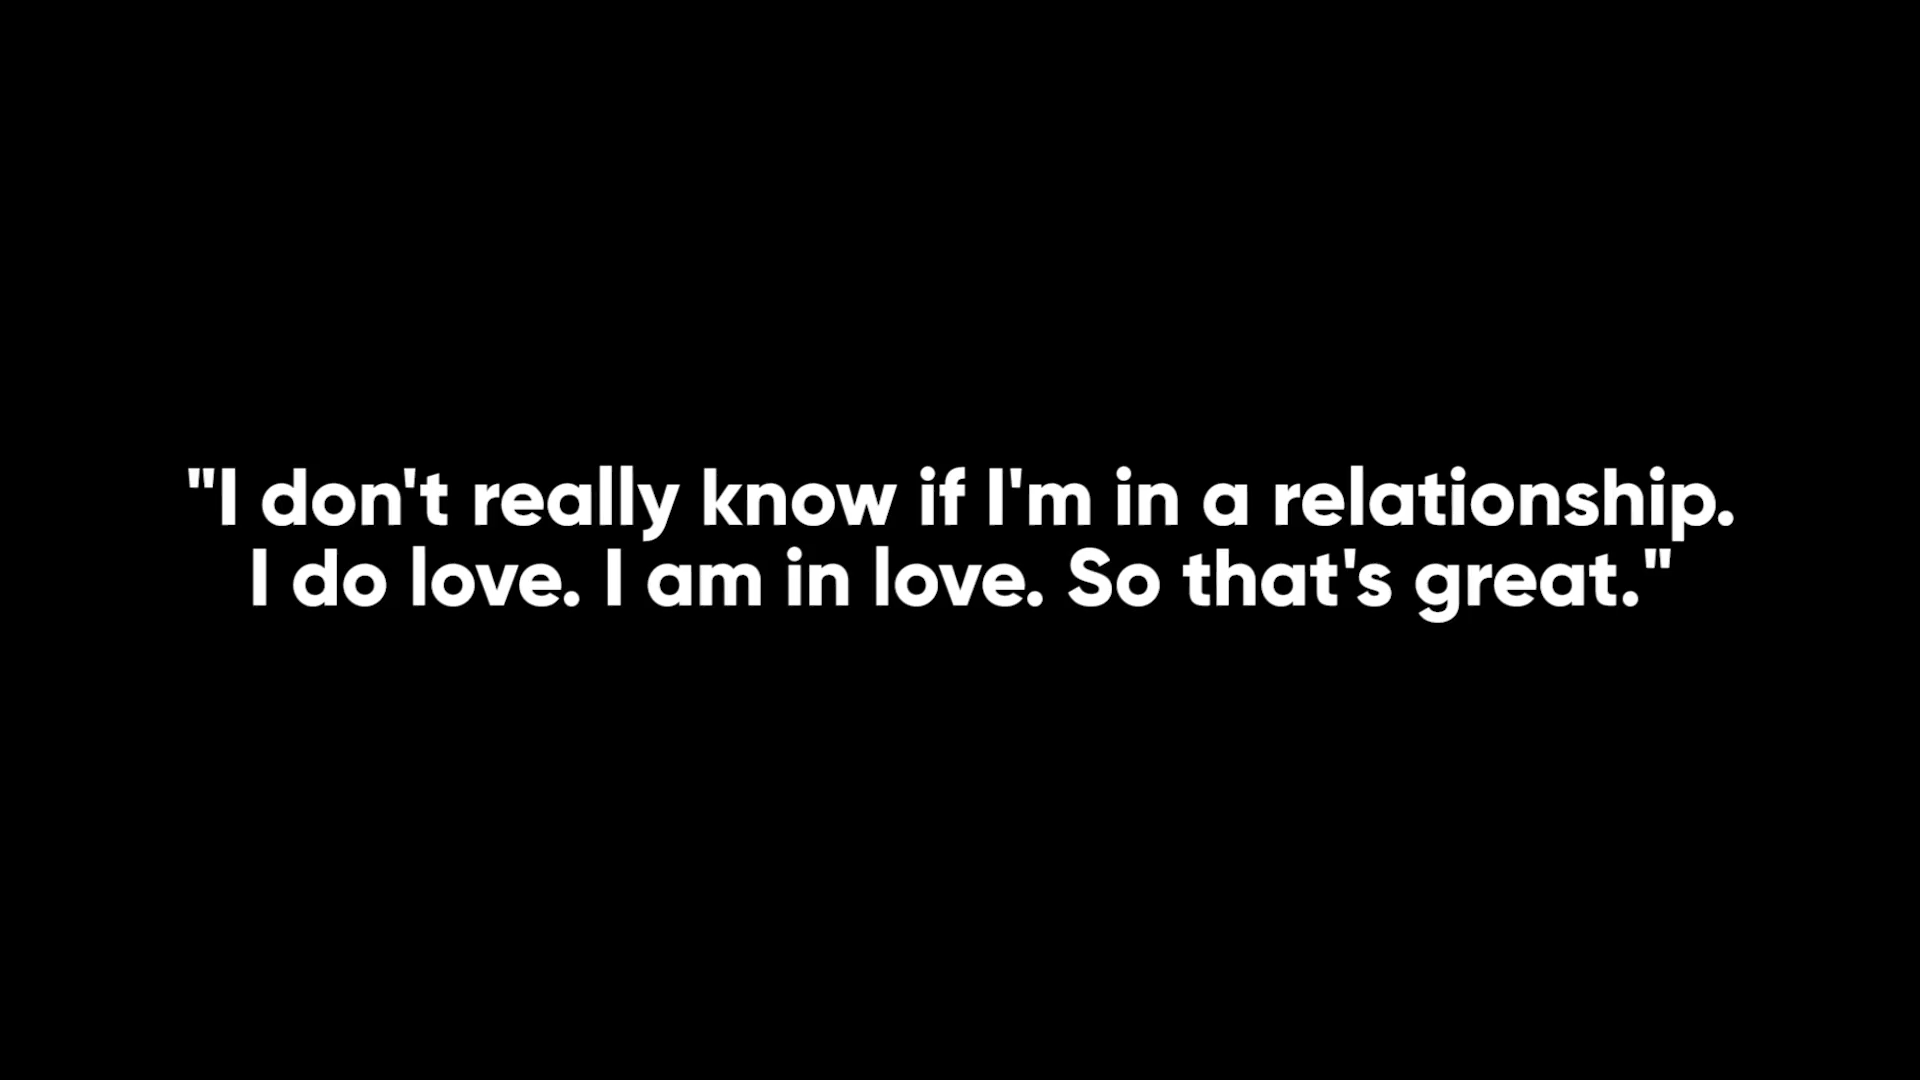 "I don't really know if I'm in a relationship.
I do love. I am in love. So that's great."